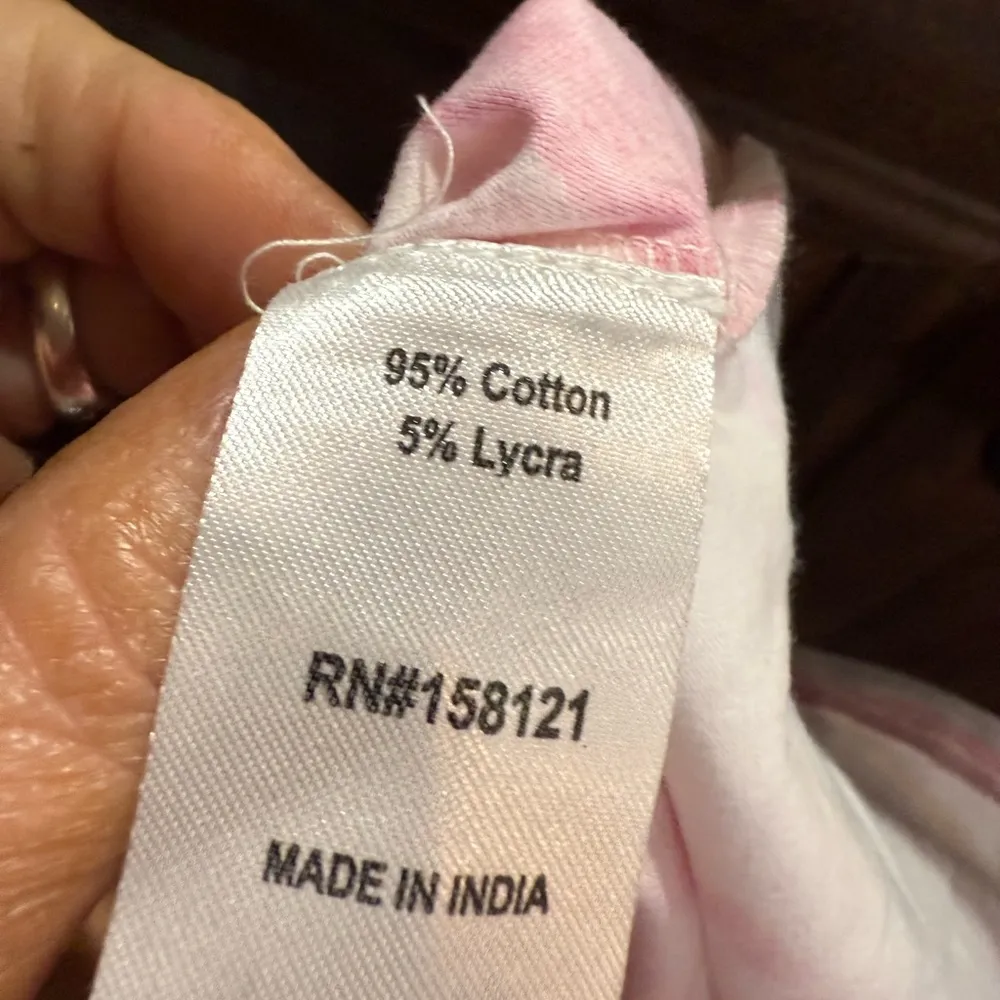 95% Cotton
5% Lycra
RN#158121
MADE IN INDIA